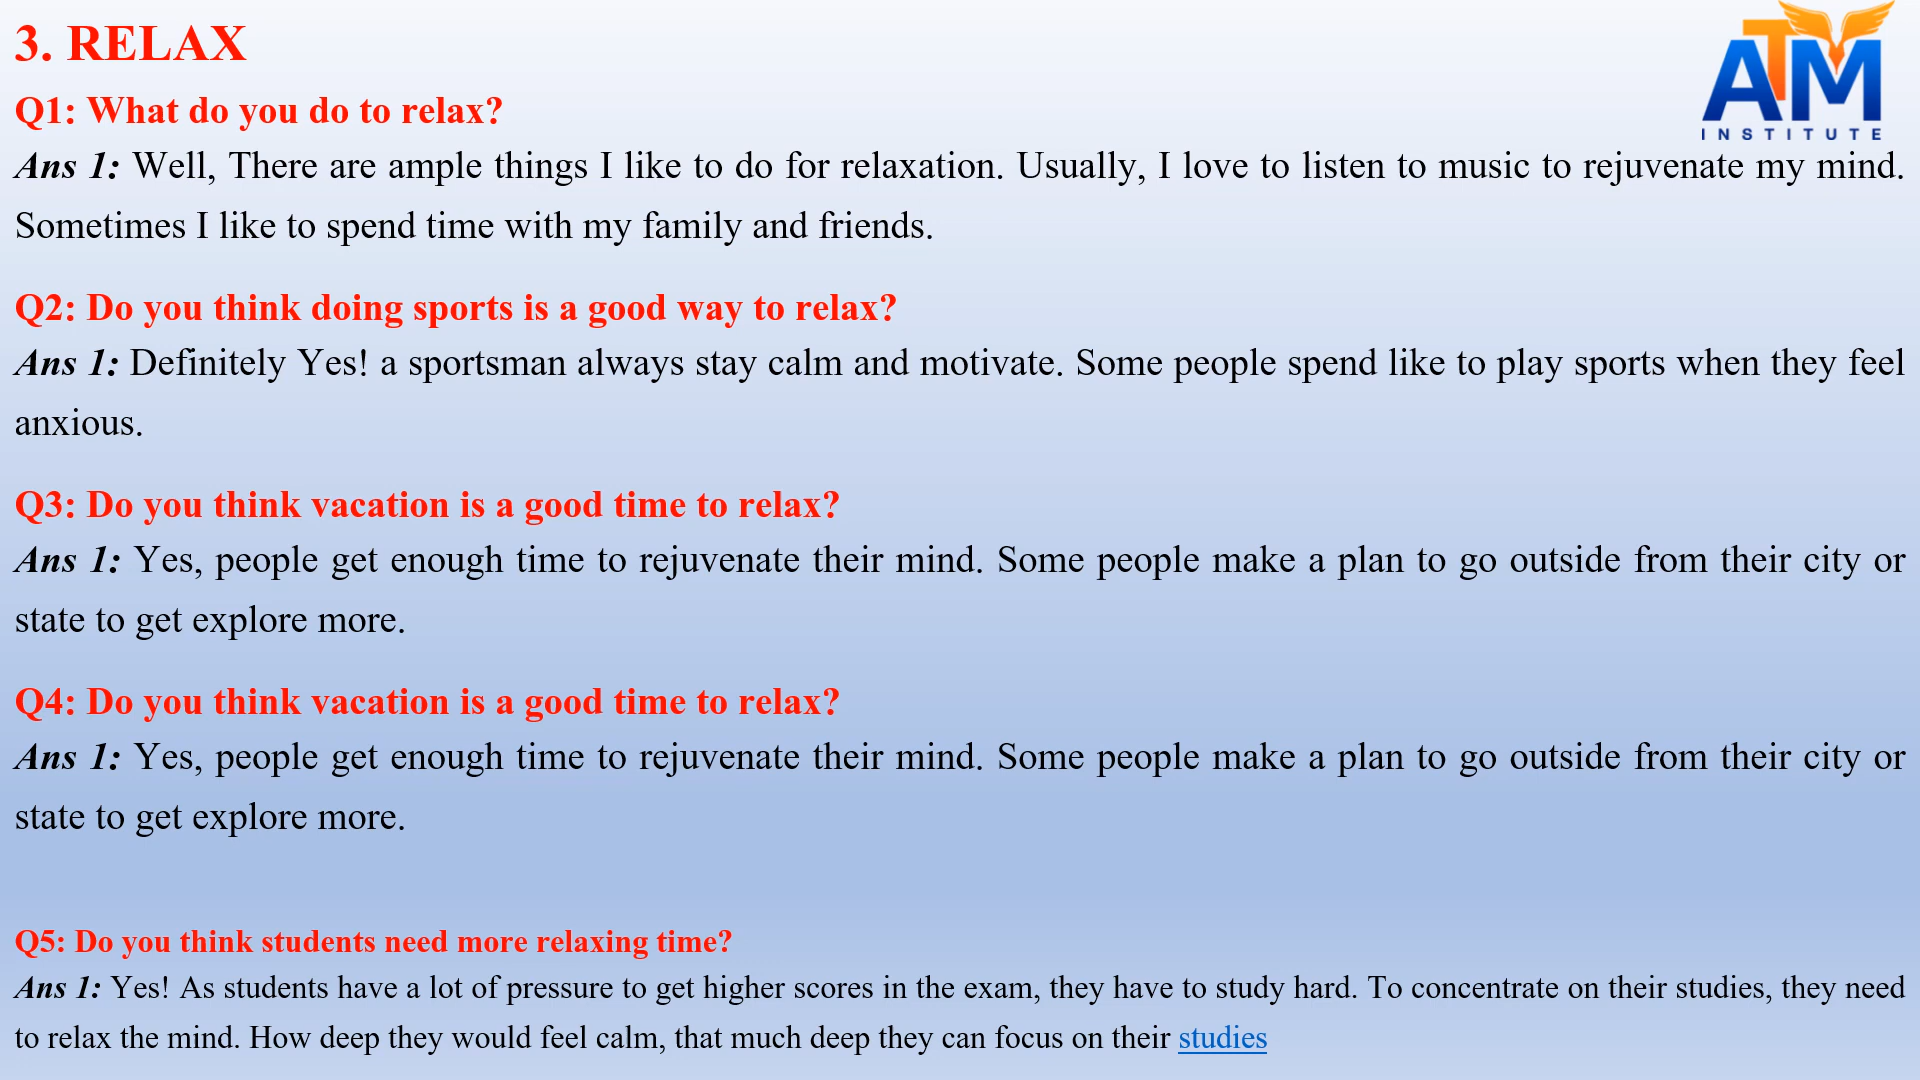 3. RELAX
ATM
INSTITUTE
Q1: What do you do to relax?
Ans 1: Well, There are ample things I like to do for relaxation. Usually, I love to listen to music to rejuvenate my mind.
Sometimes I like to spend time with my family and friends.
Q2: Do you think doing sports is a good way to relax?
Ans 1: Definitely Yes! a sportsman always stay calm and motivate. Some people spend like to play sports when they feel
anxious.
Q3: Do you think vacation is a good time to relax?
Ans 1: Yes, people get enough time to rejuvenate their mind. Some people make a plan to go outside from their city or
state to get explore more.
Q4: Do you think vacation is a good time to relax?
Ans 1: Yes, people get enough time to rejuvenate their mind. Some people make a plan to go outside from their city or
state to get explore more.
Q5: Do you think students need more relaxing time?
Ans 1: Yes! As students have a lot of pressure to get higher scores in the exam, they have to study hard. To concentrate on their studies, they need
to relax the mind. How deep they would feel calm, that much deep they can focus on their studies